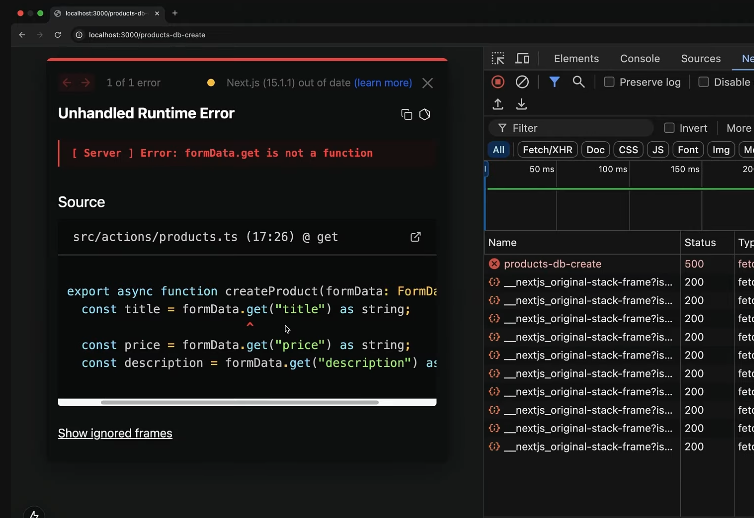 localhost:3000/products-db-
localhost:3000/products-db-create
1 of 1 error
Next.js (15.1.1) out of date (learn more)
Unhandled Runtime Error
[ Server ] Error: formData.get is not a function
Source
src/actions/products.ts (17:26) @ get
export async function createProduct(formData: FormDa
const title = formData.get("title") as string;
^
const price = formData.get("price") as string;
const description = formData.get("description") as
Show ignored frames
Elements Console Sources Ne
Preserve log Disable
Filter Invert More
All Fetch/XHR Doc CSS JS Font Img Me
50 ms 100 ms 150 ms 20
Name Status Typ
products-db-create 500 fetc
__nextjs_original-stack-frame?is... 200 fetc
__nextjs_original-stack-frame?is... 200 fetc
__nextjs_original-stack-frame?is... 200 fetc
__nextjs_original-stack-frame?is... 200 fetc
__nextjs_original-stack-frame?is... 200 fetc
__nextjs_original-stack-frame?is... 200 fetc
__nextjs_original-stack-frame?is... 200 fetc
__nextjs_original-stack-frame?is... 200 fetc
__nextjs_original-stack-frame?is... 200 fetc
__nextjs_original-stack-frame?is... 200 fetc